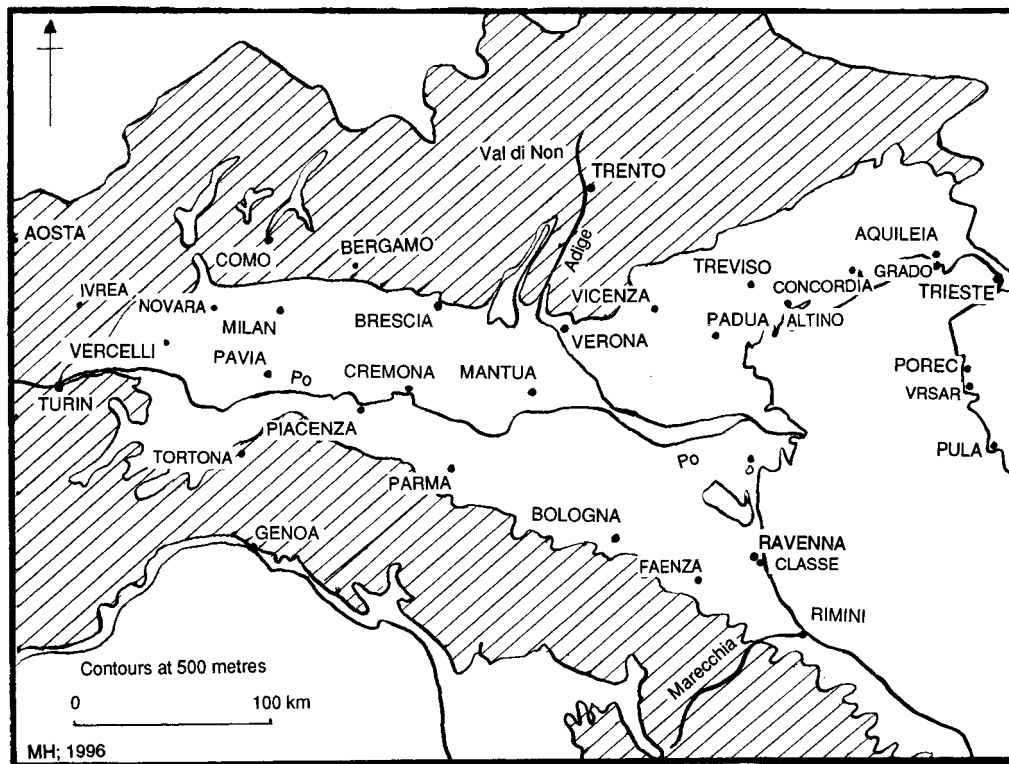 Val di Non
TRENTO
AOSTA
COMO
BERGAMO
Adige
AQUILEIA
TREVISO
GRADO
CONCORDIA
TRIESTE
IVREA
NOVARA
MILAN
BRESCIA
VICENZA
VERONA
PADUA
ALTINO
VERCELLI
PAVIA
Po
CREMONA
MANTUA
POREC
VRSAR
TURIN
PIACENZA
TORTONA
PARMA
Po
PULA
BOLOGNA
GENOA
RAVENNA
CLASSE
FAENZA
RIMINI
Marecchia
Contours at 500 metres
0 100 km
MH; 1996